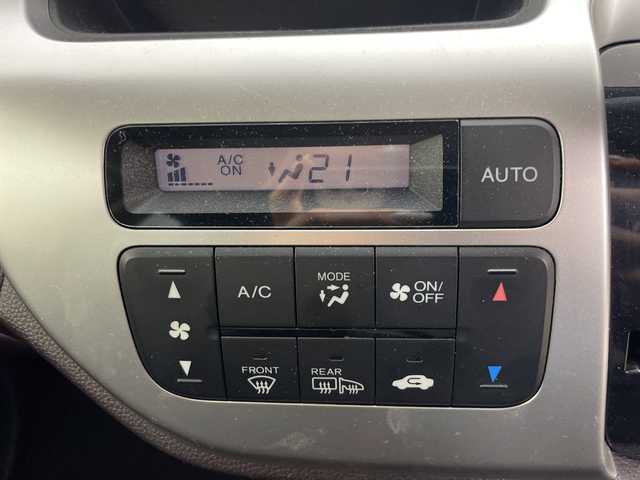 A/C
ON
21
AUTO
A/C
MODE
ON/
OFF
FRONT
REAR